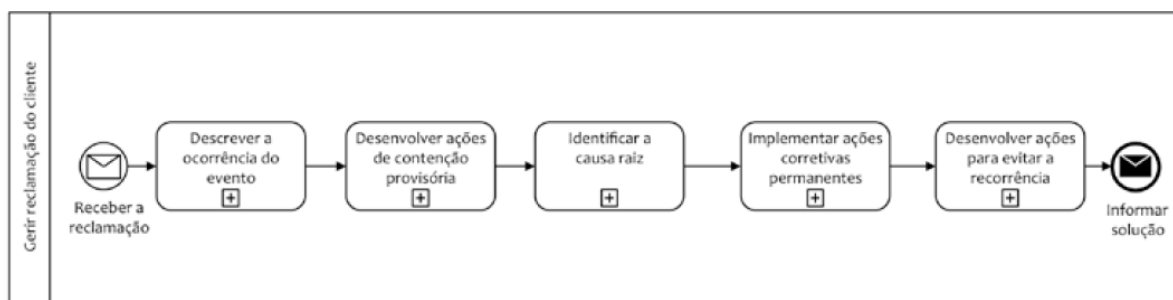 Gerir reclamação do cliente
Receber a
reclamação
Descrever a
ocorrência do
evento
Desenvolver ações
de contenção
provisória
Identificar a
causa raiz
Implementar ações
corretivas
permanentes
Desenvolver ações
para evitar a
recorrência
Informar
solução